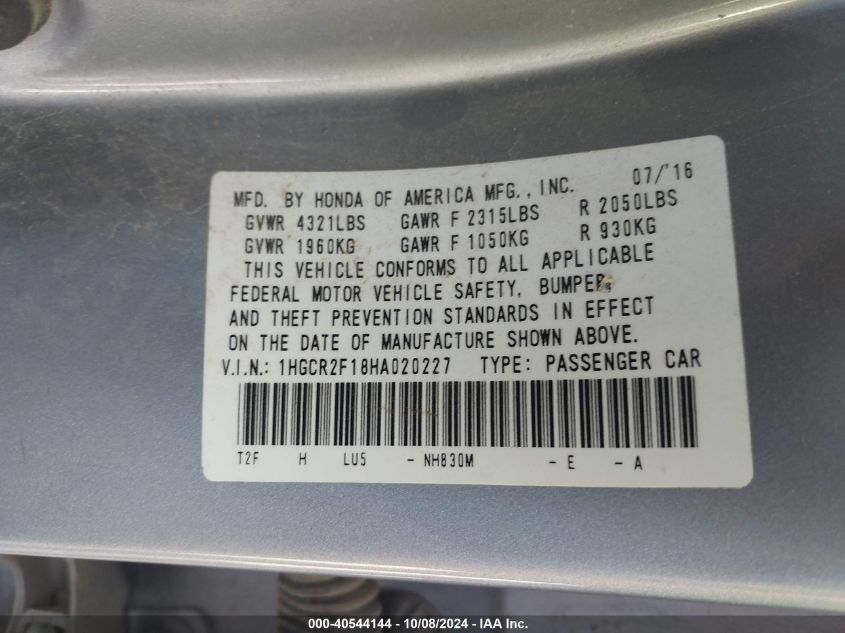 MFD. BY HONDA OF AMERICA MFG., INC. 07/'16
GVWR 4321LBS GAWR F 2315LBS R 2050LBS
GVWR 1960KG GAWR F 1050KG R 930KG
THIS VEHICLE CONFORMS TO ALL APPLICABLE
FEDERAL MOTOR VEHICLE SAFETY, BUMPER,
AND THEFT PREVENTION STANDARDS IN EFFECT
ON THE DATE OF MANUFACTURE SHOWN ABOVE.
V.I.N.: 1HGCR2F18HA020227 TYPE: PASSENGER CAR
T2F H LU5 - NH830M - E - A
000-40544144 - 10/08/2024 - IAA Inc.